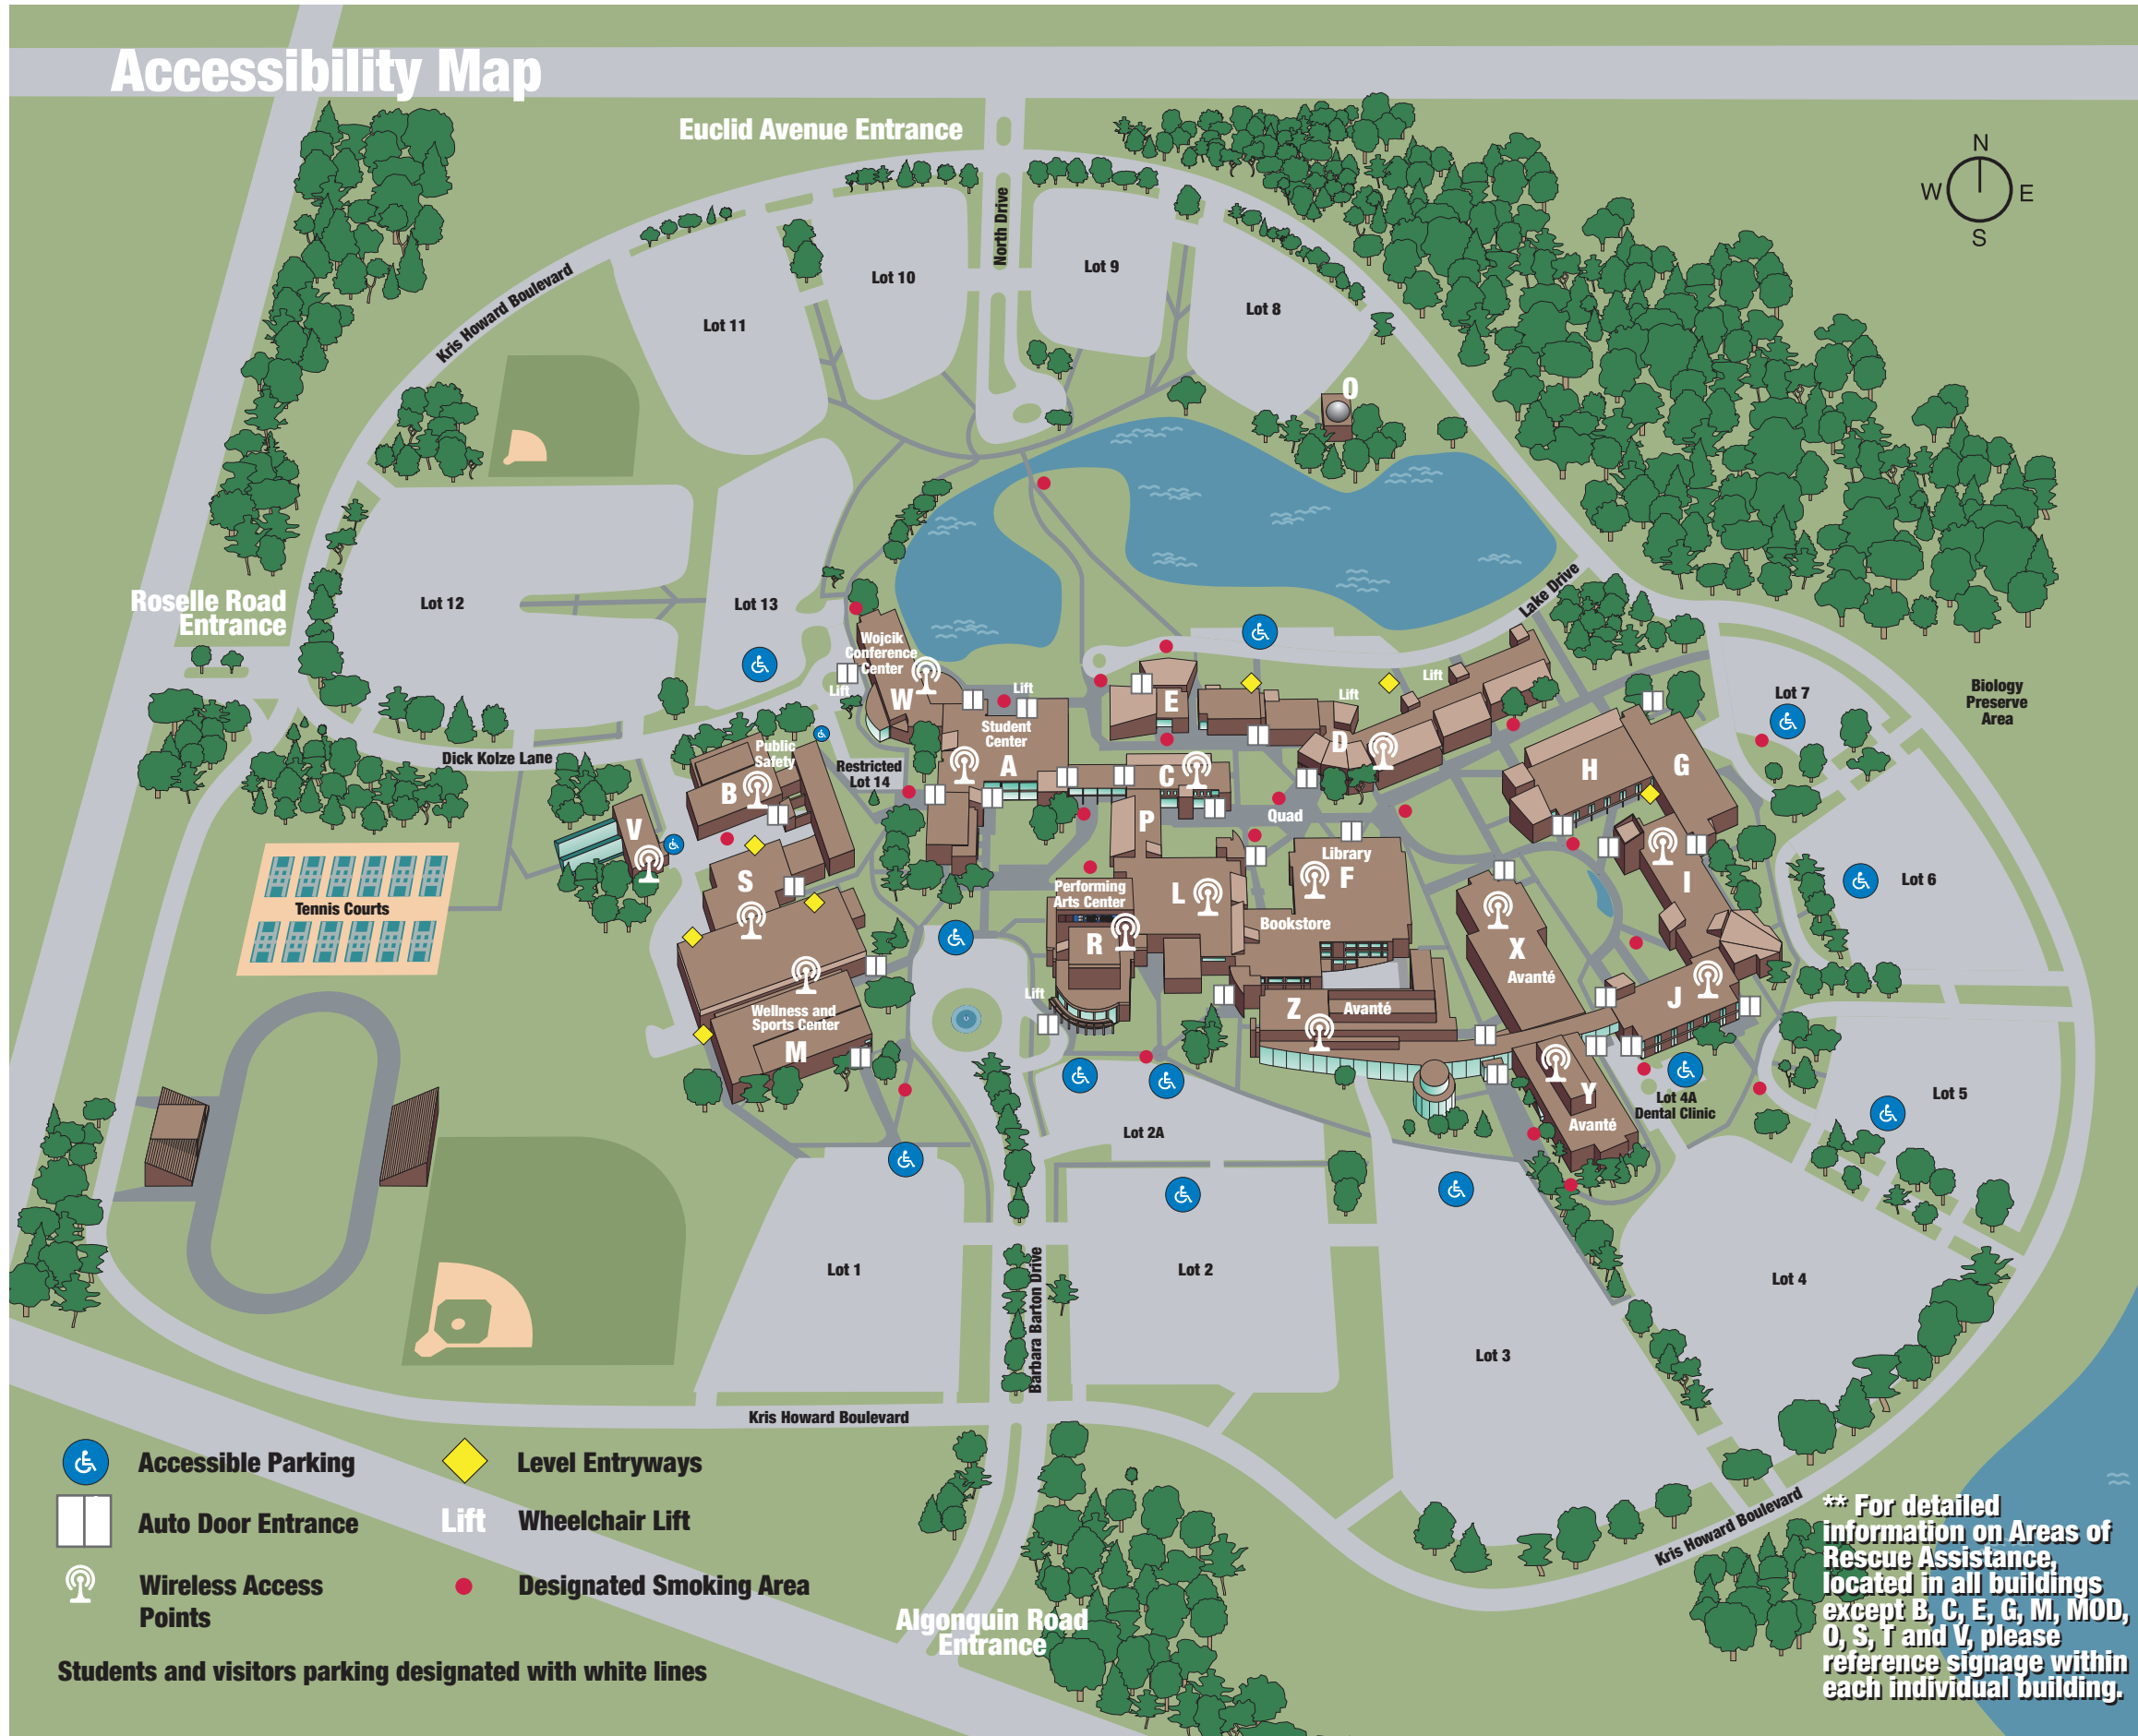 Accessibility Map
Euclid Avenue Entrance
N
W
E
S
North Drive
Kris Howard Boulevard
Lot 11
Lot 10
Lot 9
Lot 8
O
Roselle Road
Entrance
Lot 12
Lot 13
Lake Drive
Wojcik
Conference
Center
W
Lift
Lift
Student
Center
A
E
Lift
Lift
D
Lot 7
Biology
Preserve
Area
Dick Kolze Lane
Public
Safety
B
Restricted
Lot 14
C
H
G
V
P
Quad
Library
F
S
Tennis Courts
Performing
Arts Center
L
I
Lot 6
Bookstore
R
X
Avanté
Lift
Wellness and
Sports Center
M
Z
Avanté
J
Y
Avanté
Lot 4A
Dental Clinic
Lot 5
Lot 2A
Lot 1
Lot 2
Barbara Barton Drive
Lot 3
Lot 4
Kris Howard Boulevard
Kris Howard Boulevard
Accessible Parking
Level Entryways
Auto Door Entrance
Lift
Wheelchair Lift
Wireless Access
Points
Designated Smoking Area
Algonquin Road
Entrance
Students and visitors parking designated with white lines
** For detailed
information on Areas of
Rescue Assistance,
located in all buildings
except B, C, E, G, M, MOD,
O, S, T and V, please
reference signage within
each individual building.